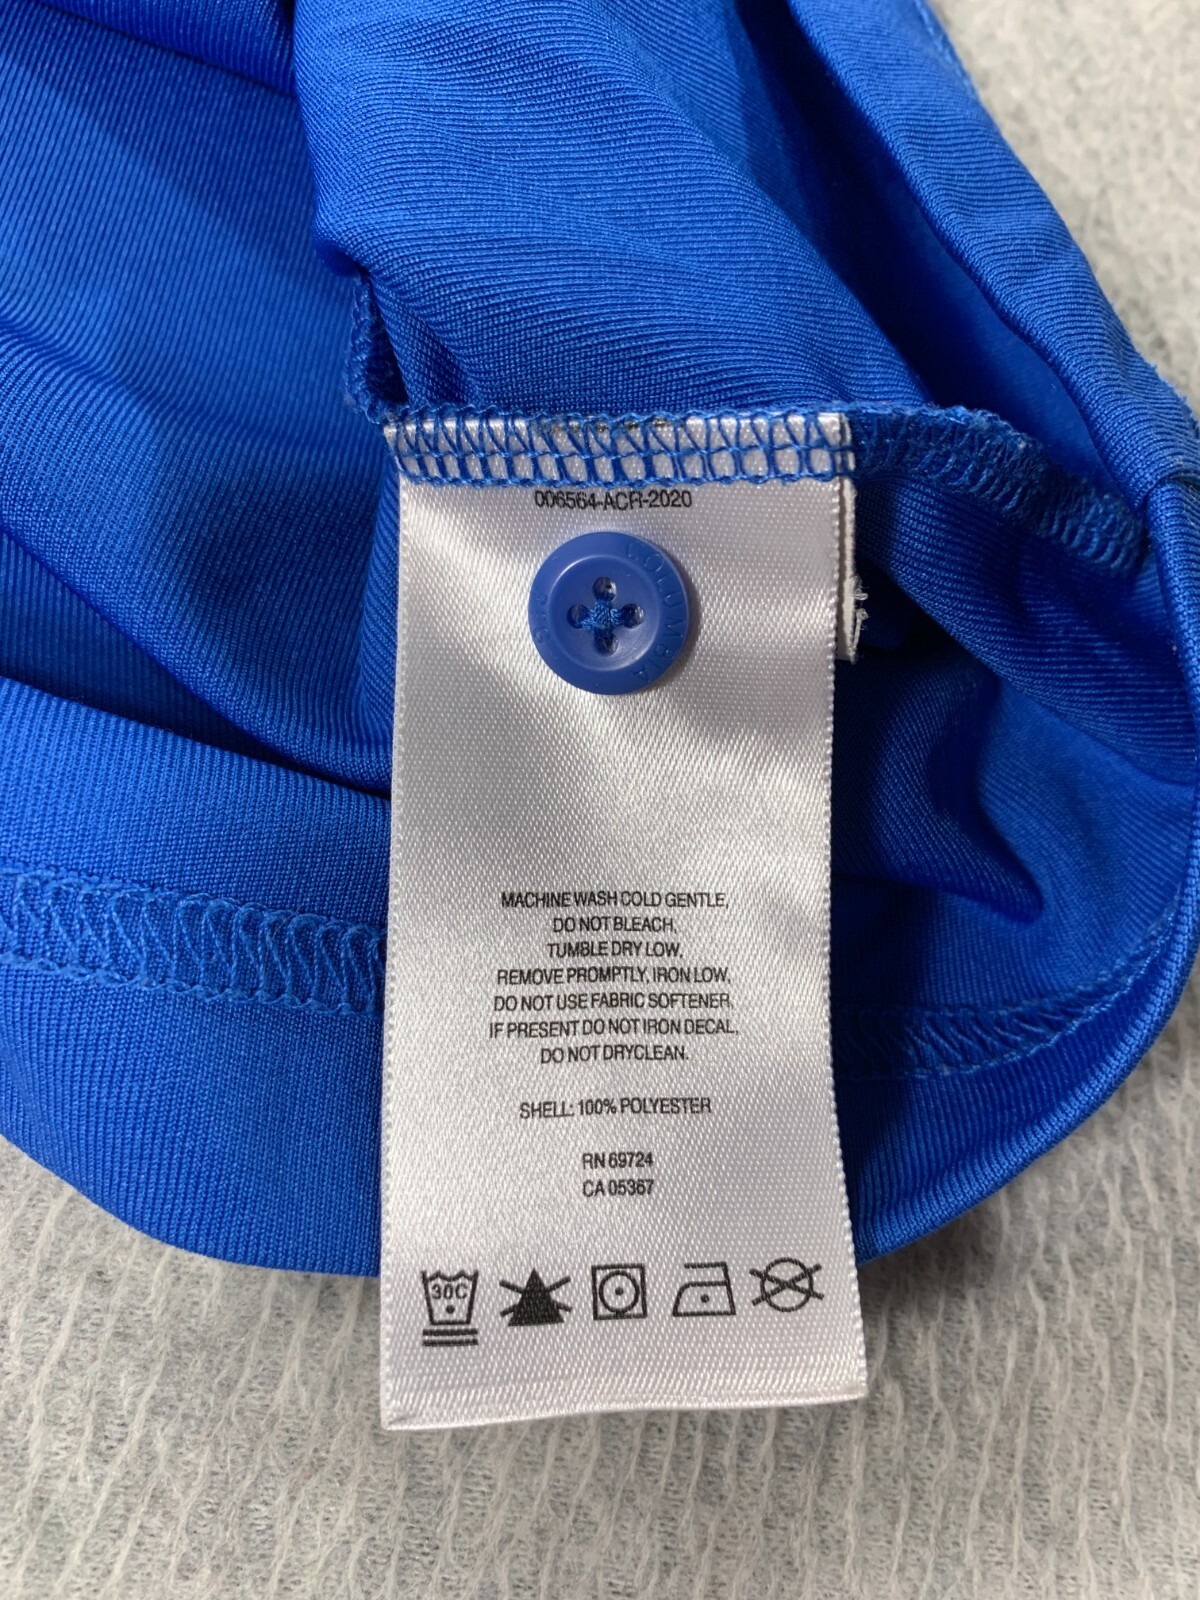 006564-ACR-2020
COLUMBIA
MACHINE WASH COLD GENTLE,
DO NOT BLEACH,
TUMBLE DRY LOW,
REMOVE PROMPTLY, IRON LOW,
DO NOT USE FABRIC SOFTENER,
IF PRESENT DO NOT IRON DECAL,
DO NOT DRYCLEAN.
SHELL: 100% POLYESTER
RN 69724
CA 05367
30C